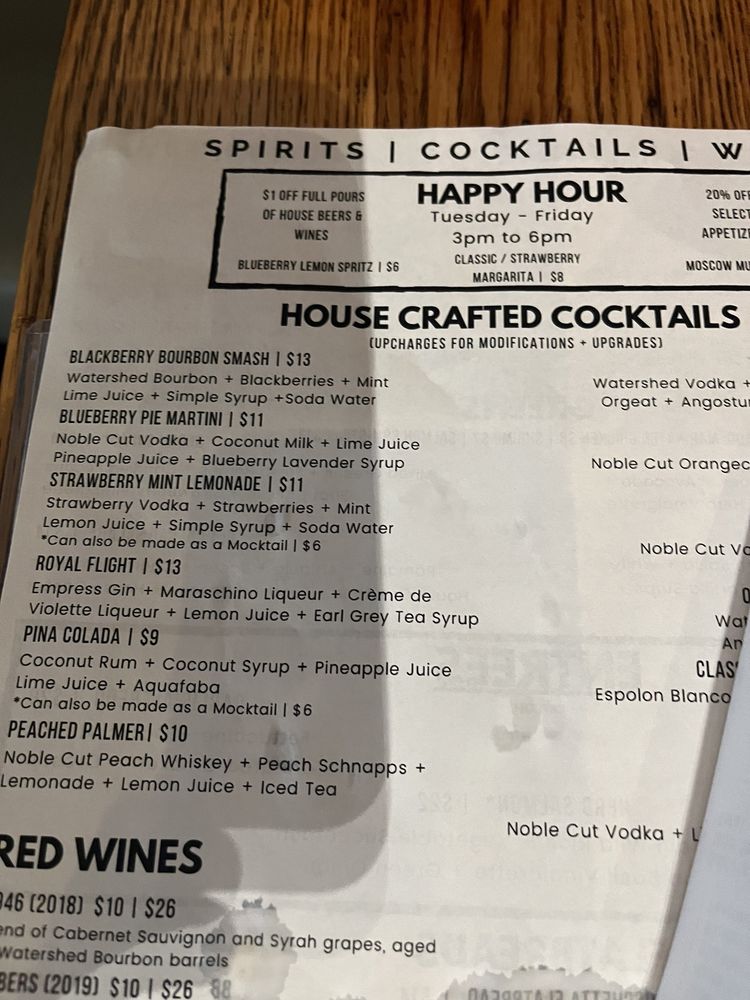 SPIRITS | COCKTAILS | W
$1 OFF FULL POURS
OF HOUSE BEERS &
WINES
BLUEBERRY LEMON SPRITZ | $6
HAPPY HOUR
Tuesday - Friday
3pm to 6pm
CLASSIC / STRAWBERRY
MARGARITA | $8
20% OFF
SELECT
APPETIZ
MOSCOW MU
HOUSE CRAFTED COCKTAILS
(UPCHARGES FOR MODIFICATIONS + UPGRADES)
BLACKBERRY BOURBON SMASH | $13
Watershed Bourbon + Blackberries + Mint
Lime Juice + Simple Syrup +Soda Water
BLUEBERRY PIE MARTINI | $11
Noble Cut Vodka + Coconut Milk + Lime Juice
Pineapple Juice + Blueberry Lavender Syrup
STRAWBERRY MINT LEMONADE | $11
Strawberry Vodka + Strawberries + Mint
Lemon Juice + Simple Syrup + Soda Water
*Can also be made as a Mocktail | $6
ROYAL FLIGHT | $13
Empress Gin + Maraschino Liqueur + Crème de
Violette Liqueur + Lemon Juice + Earl Grey Tea Syrup
PINA COLADA | $9
Coconut Rum + Coconut Syrup + Pineapple Juice
Lime Juice + Aquafaba
*Can also be made as a Mocktail | $6
PEACHED PALMER| $10
Noble Cut Peach Whiskey + Peach Schnapps +
Lemonade + Lemon Juice + Iced Tea
Watershed Vodka +
Orgeat + Angostu
Noble Cut Orangec
Noble Cut Vo
Wat
An
CLAS
Espolon Blanco
Noble Cut Vodka + L
RED WINES
946 (2018) $10 | $26
end of Cabernet Sauvignon and Syrah grapes, aged
Watershed Bourbon barrels
BERS (2019) $10 | $26